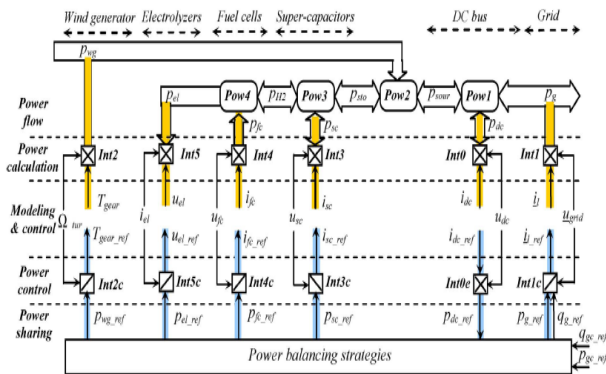 Wind generator Electrolyzers Fuel cells Super-capacitors DC bus Grid
p_wg
Pow4 p_H2 Pow3 p_sto Pow2 p_sour Pow1 p_g
p_el
Power flow
p_fc p_sc p_dc
Power calculation
Int2 Int5 Int4 Int3 Int0 Int1
Modeling & control
T_gear u_el i_fc i_sc i_dc i_l
Ω_tur i_el u_fc u_sc u_dc u_grid
T_gear_ref u_el_ref i_fc_ref i_sc_ref i_dc_ref i_l_ref
Power control
Int2c Int5c Int4c Int3c Int0e Int1c
Power sharing
p_wg_ref p_el_ref p_fc_ref p_sc_ref p_dc_ref p_g_ref q_g_ref
q_gc_ref
p_gc_ref
Power balancing strategies